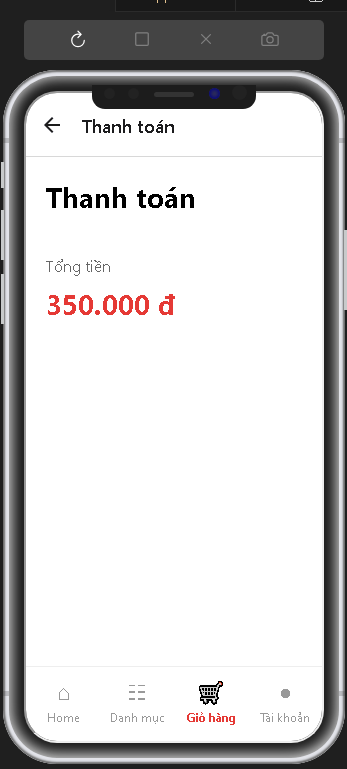 Thanh toán
Thanh toán
Tổng tiền
350.000 đ
Home
Danh mục
Giỏ hàng
Tài khoản